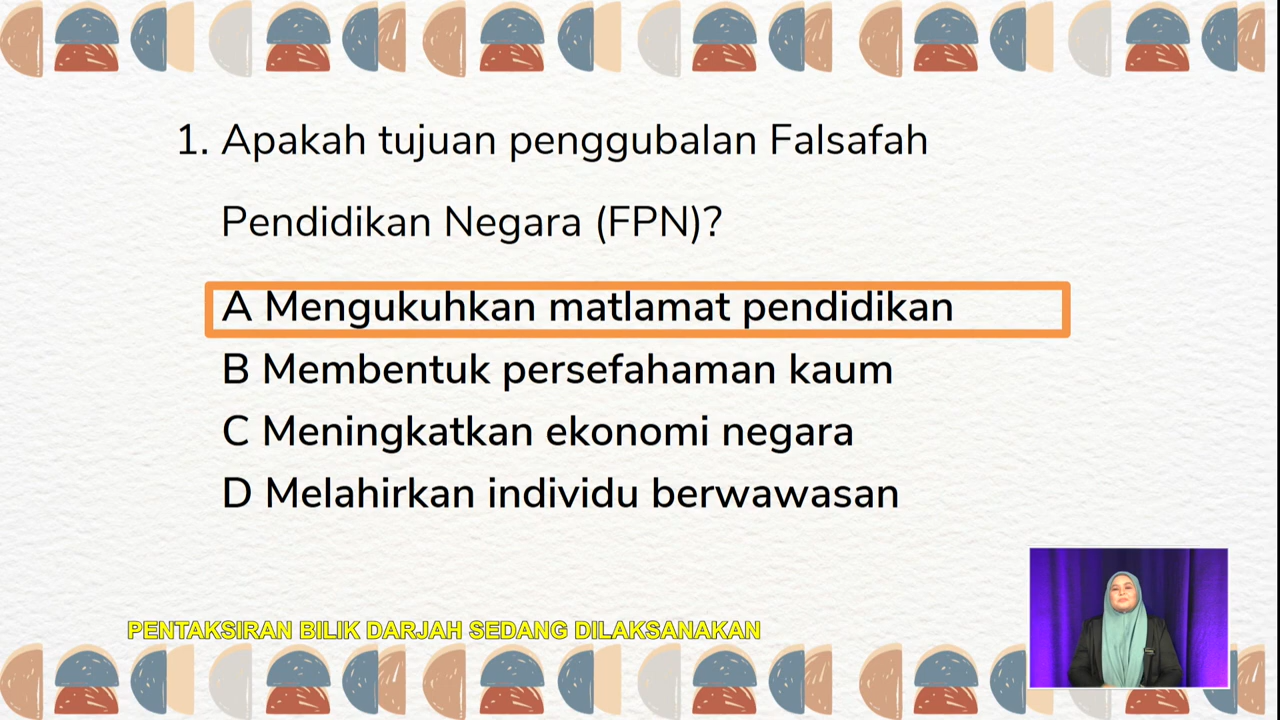 1. Apakah tujuan penggubalan Falsafah
Pendidikan Negara (FPN)?
A Mengukuhkan matlamat pendidikan
B Membentuk persefahaman kaum
C Meningkatkan ekonomi negara
D Melahirkan individu berwawasan
PENTAKSIRAN BILIK DARJAH SEDANG DILAKSANAKAN